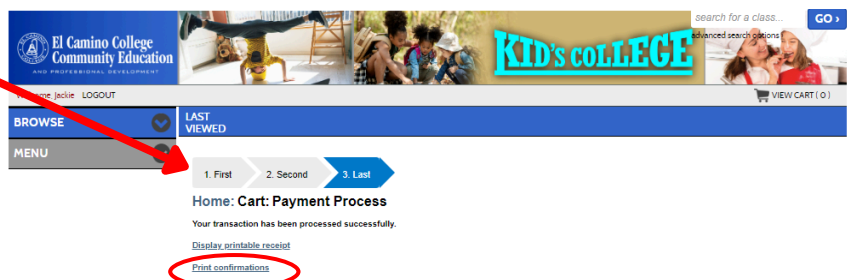 search for a class... GO ›
advanced search options
El Camino College
Community Education
AND PROFESSIONAL DEVELOPMENT
KID's COLLEGE
Jackie LOGOUT
VIEW CART ( 0 )
BROWSE
LAST
VIEWED
MENU
1. First 2. Second 3. Last
Home: Cart: Payment Process
Your transaction has been processed successfully.
Display printable receipt
Print confirmations